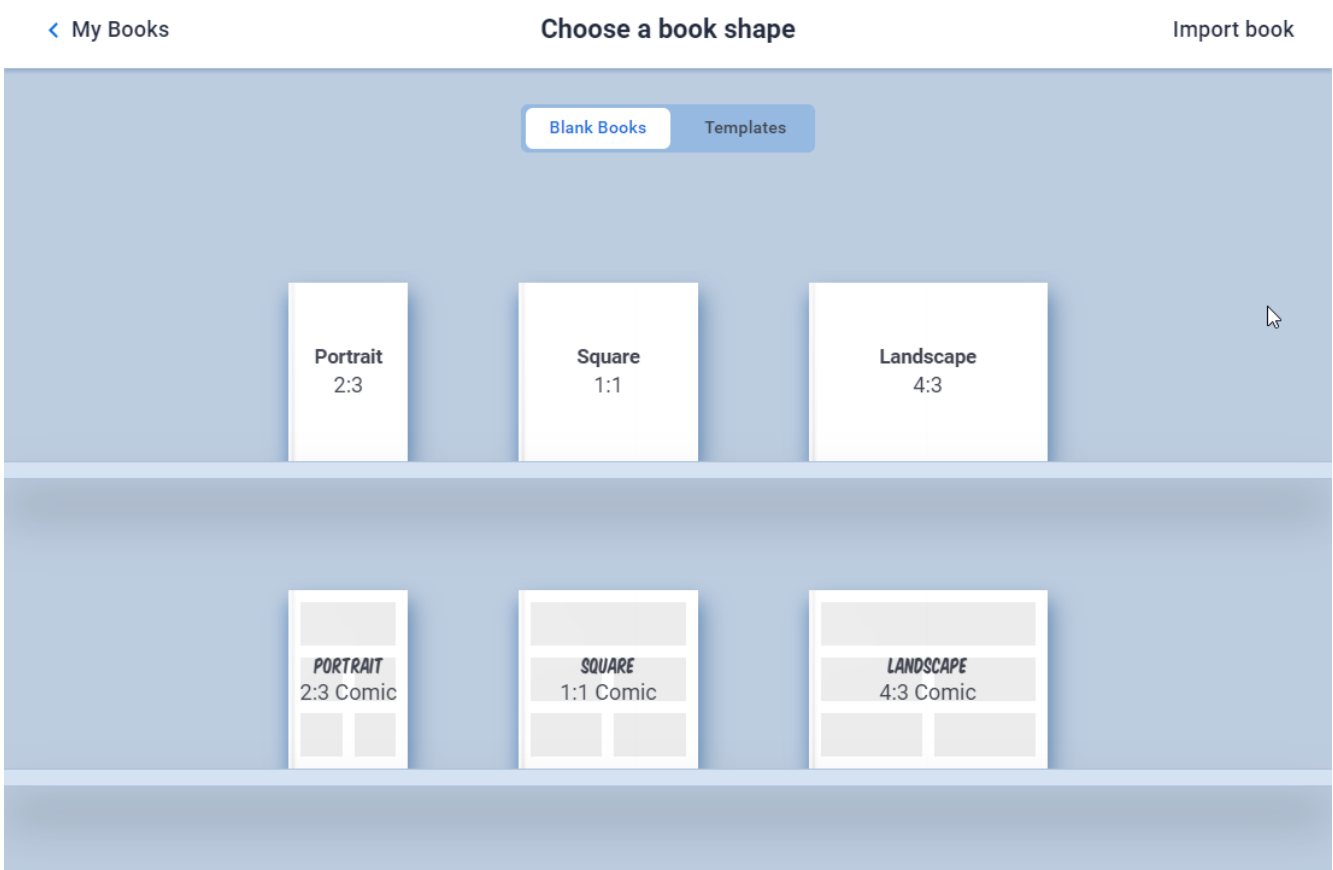 My Books
Choose a book shape
Import book
Blank Books
Templates
Portrait
2:3
Square
1:1
Landscape
4:3
PORTRAIT
2:3 Comic
SQUARE
1:1 Comic
LANDSCAPE
4:3 Comic